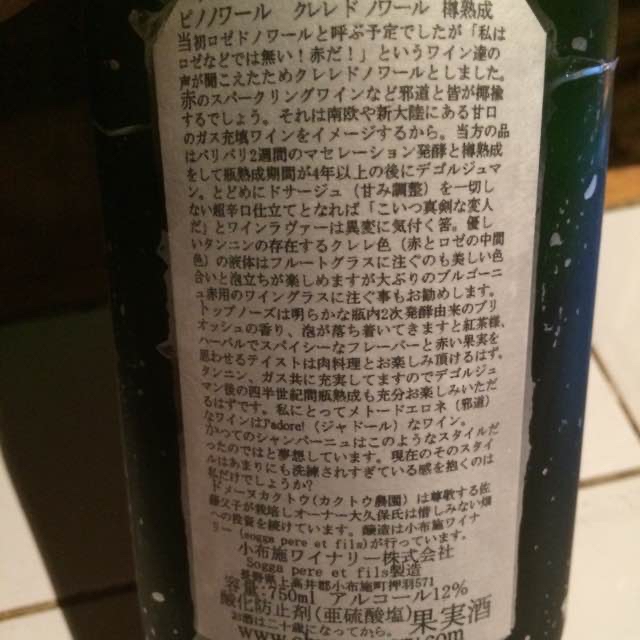 ピノノワール　クレレドノワール　樽熟成
当初ロゼドノワールと呼ぶ予定でしたが「私は
ロゼなどでは無い！赤だ！」というワイン達の
声が聞こえたためクレレドノワールとしました。
赤のスパークリングワインなど邪道と皆が揶揄
するでしょう。それは南欧や新大陸にある甘口
のガス充填ワインをイメージするから。当方の品
はバリバリ2週間のマセレーション発酵と樽熟成
をして瓶熟成期間が4年以上の後にデゴルジュマ
ン。とどめにドサージュ（甘み調整）を一切し
ない超辛口仕立てとなれば「こいつ真剣な変人
だ」とワインラヴァーは異変に気付く筈。優し
いタンニンの存在するクレレ色（赤とロゼの中間
色）の液体はフルートグラスに注ぐのも美しい色
合いと泡立ちが楽しめますが大ぶりのブルゴーニ
ュ赤用のワイングラスに注ぐ事もお勧めします。
トップノーズは明らかな瓶内2次発酵由来のブリ
オッシュの香り、泡が落ち着いてきますと紅茶様、
ハーバルでスパイシーなフレーバーと赤い果実を
思わせるテイストは肉料理とお楽しみ頂けるはず。
タンニン、ガス共に充実してますのでデゴルジュ
マン後の四半世紀間瓶熟成も充分お楽しみいただ
けるはずです。私にとってメトードエロネ（邪道）
なワインはJ'adore!（ジャドール）なワイン。
かつてのシャンパーニュはこのようなスタイルだ
ったのではと夢想しています。現在のそのスタイ
ルはあまりにも洗練されすぎている感を抱くのは
私だけでしょうか？
ドメーヌカクトウ(カクトウ農園)は尊敬する佐
藤父子が栽培しオーナー大久保氏は惜しみない畑
への投資を続けています。醸造は小布施ワイナ
リー(sogga pere et fils)が行っています。
小布施ワイナリー株式会社
Sogga pere et fils製造
長野県上高井郡小布施町押羽571
容量:750ml　アルコール12%
酸化防止剤(亜硫酸塩)　果実酒
お酒は二十歳になってから。